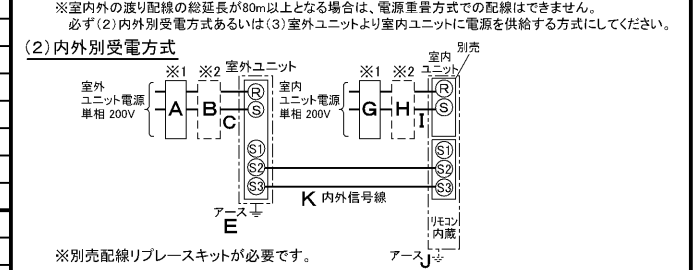 ※室内外の渡り配線の総延長が80m以上となる場合は、電源重畳方式での配線はできません。
必ず(2)内外別受電方式あるいは(3)室外ユニットより室内ユニットに電源を供給する方式にしてください。
(2)内外別受電方式
別売
※1 ※2 室外ユニット
※1 ※2 室内
ユニット
室外
ユニット電源
単相 200V
A B C
R
S
S1
S2
S3
室内
ユニット電源
単相 200V
G H I
R
S
S1
S2
S3
K 内外信号線
アース
E
リモコン
内蔵
※別売配線リプレースキットが必要です。
アース J